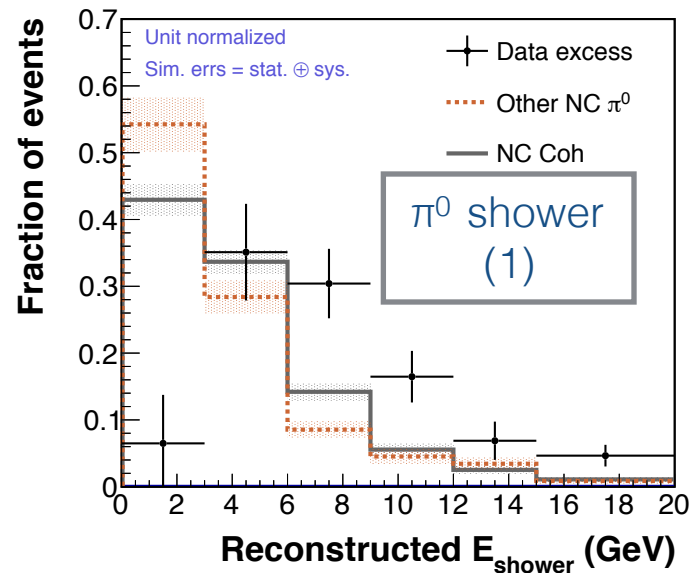 0.7
0.6
0.5
0.4
0.3
0.2
0.1
0
Fraction of events
Unit normalized
Sim. errs = stat. ⊕ sys.
Data excess
Other NC π⁰
NC Coh
π⁰ shower
(1)
0 2 4 6 8 10 12 14 16 18 20
Reconstructed E_shower (GeV)